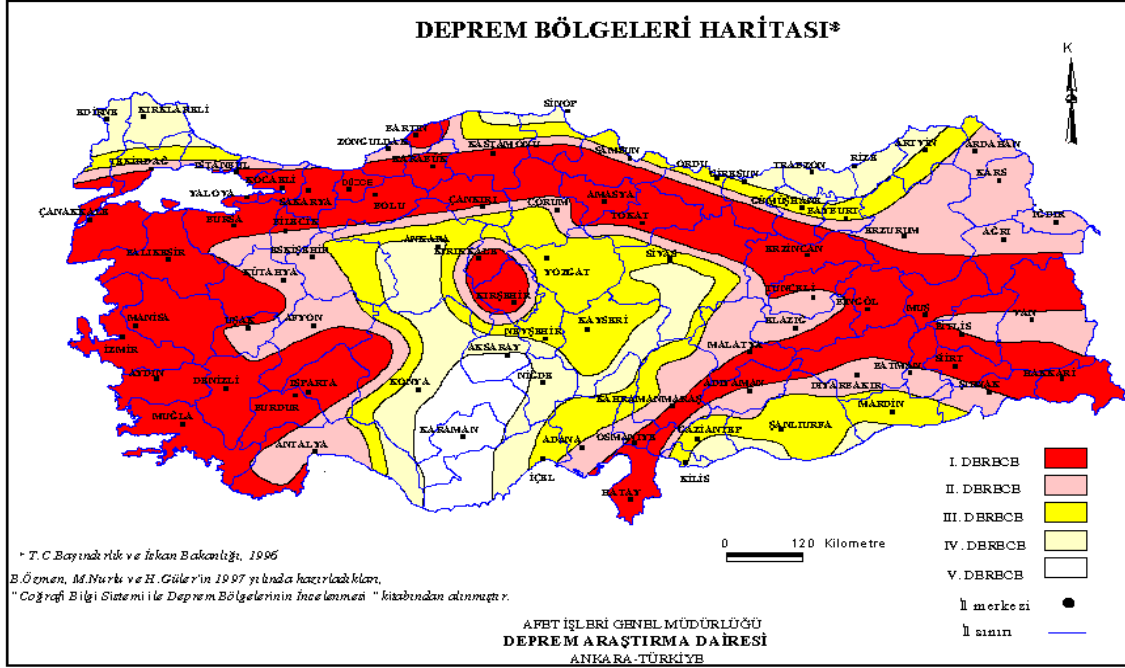 DEPREM BÖLGELERİ HARİTASI*
K
SİNOP
EDİRNE
KIRKLARELİ
BARTIN
ZONGULDAK
KASTAMONU
KARABÜK
SAMSUN
ORDU
GİRESUN
TRABZON
RİZE
ARTVİN
ARDAHAN
KARS
TEKİRDAĞ
İSTANBUL
KOCAELİ
DÜZCE
YALOVA
SAKARYA
BOLU
ÇANKIRI
ÇORUM
AMASYA
TOKAT
GÜMÜŞHANE
BAYBURT
IĞDIR
ÇANAKKALE
BURSA
BİLECİK
ERZURUM
AĞRI
BALIKESİR
ESKİŞEHİR
ANKARA
KIRIKKALE
YOZGAT
SİVAS
ERZİNCAN
KÜTAHYA
TUNCELİ
BİNGÖL
MUŞ
MANİSA
UŞAK
AFYON
KIRŞEHİR
NEVŞEHİR
KAYSERİ
ELAZIĞ
BİTLİS
VAN
İZMİR
AKSARAY
MALATYA
SİİRT
AYDIN
DENİZLİ
ISPARTA
KONYA
NİĞDE
ADIYAMAN
DİYARBAKIR
BATMAN
ŞIRNAK
HAKKARİ
BURDUR
KAHRAMANMARAŞ
MARDİN
MUĞLA
ANTALYA
KARAMAN
ADANA
OSMANİYE
GAZİANTEP
ŞANLIURFA
İÇEL
KİLİS
HATAY
I. DERECE
II. DERECE
III. DERECE
IV. DERECE
V. DERECE
İl merkezi
İl sınırı
0 120 Kilometre
* T.C.Bayındırlık ve İskan Bakanlığı, 1996
B.Özmen, M.Nurlu ve H.Güler'in 1997 yılında hazırladıkları,
"Coğrafi Bilgi Sistemi ile Deprem Bölgelerinin İncelenmesi" kitabından alınmıştır.
AFET İŞLERİ GENEL MÜDÜRLÜĞÜ
DEPREM ARAŞTIRMA DAİRESİ
ANKARA-TÜRKİYE